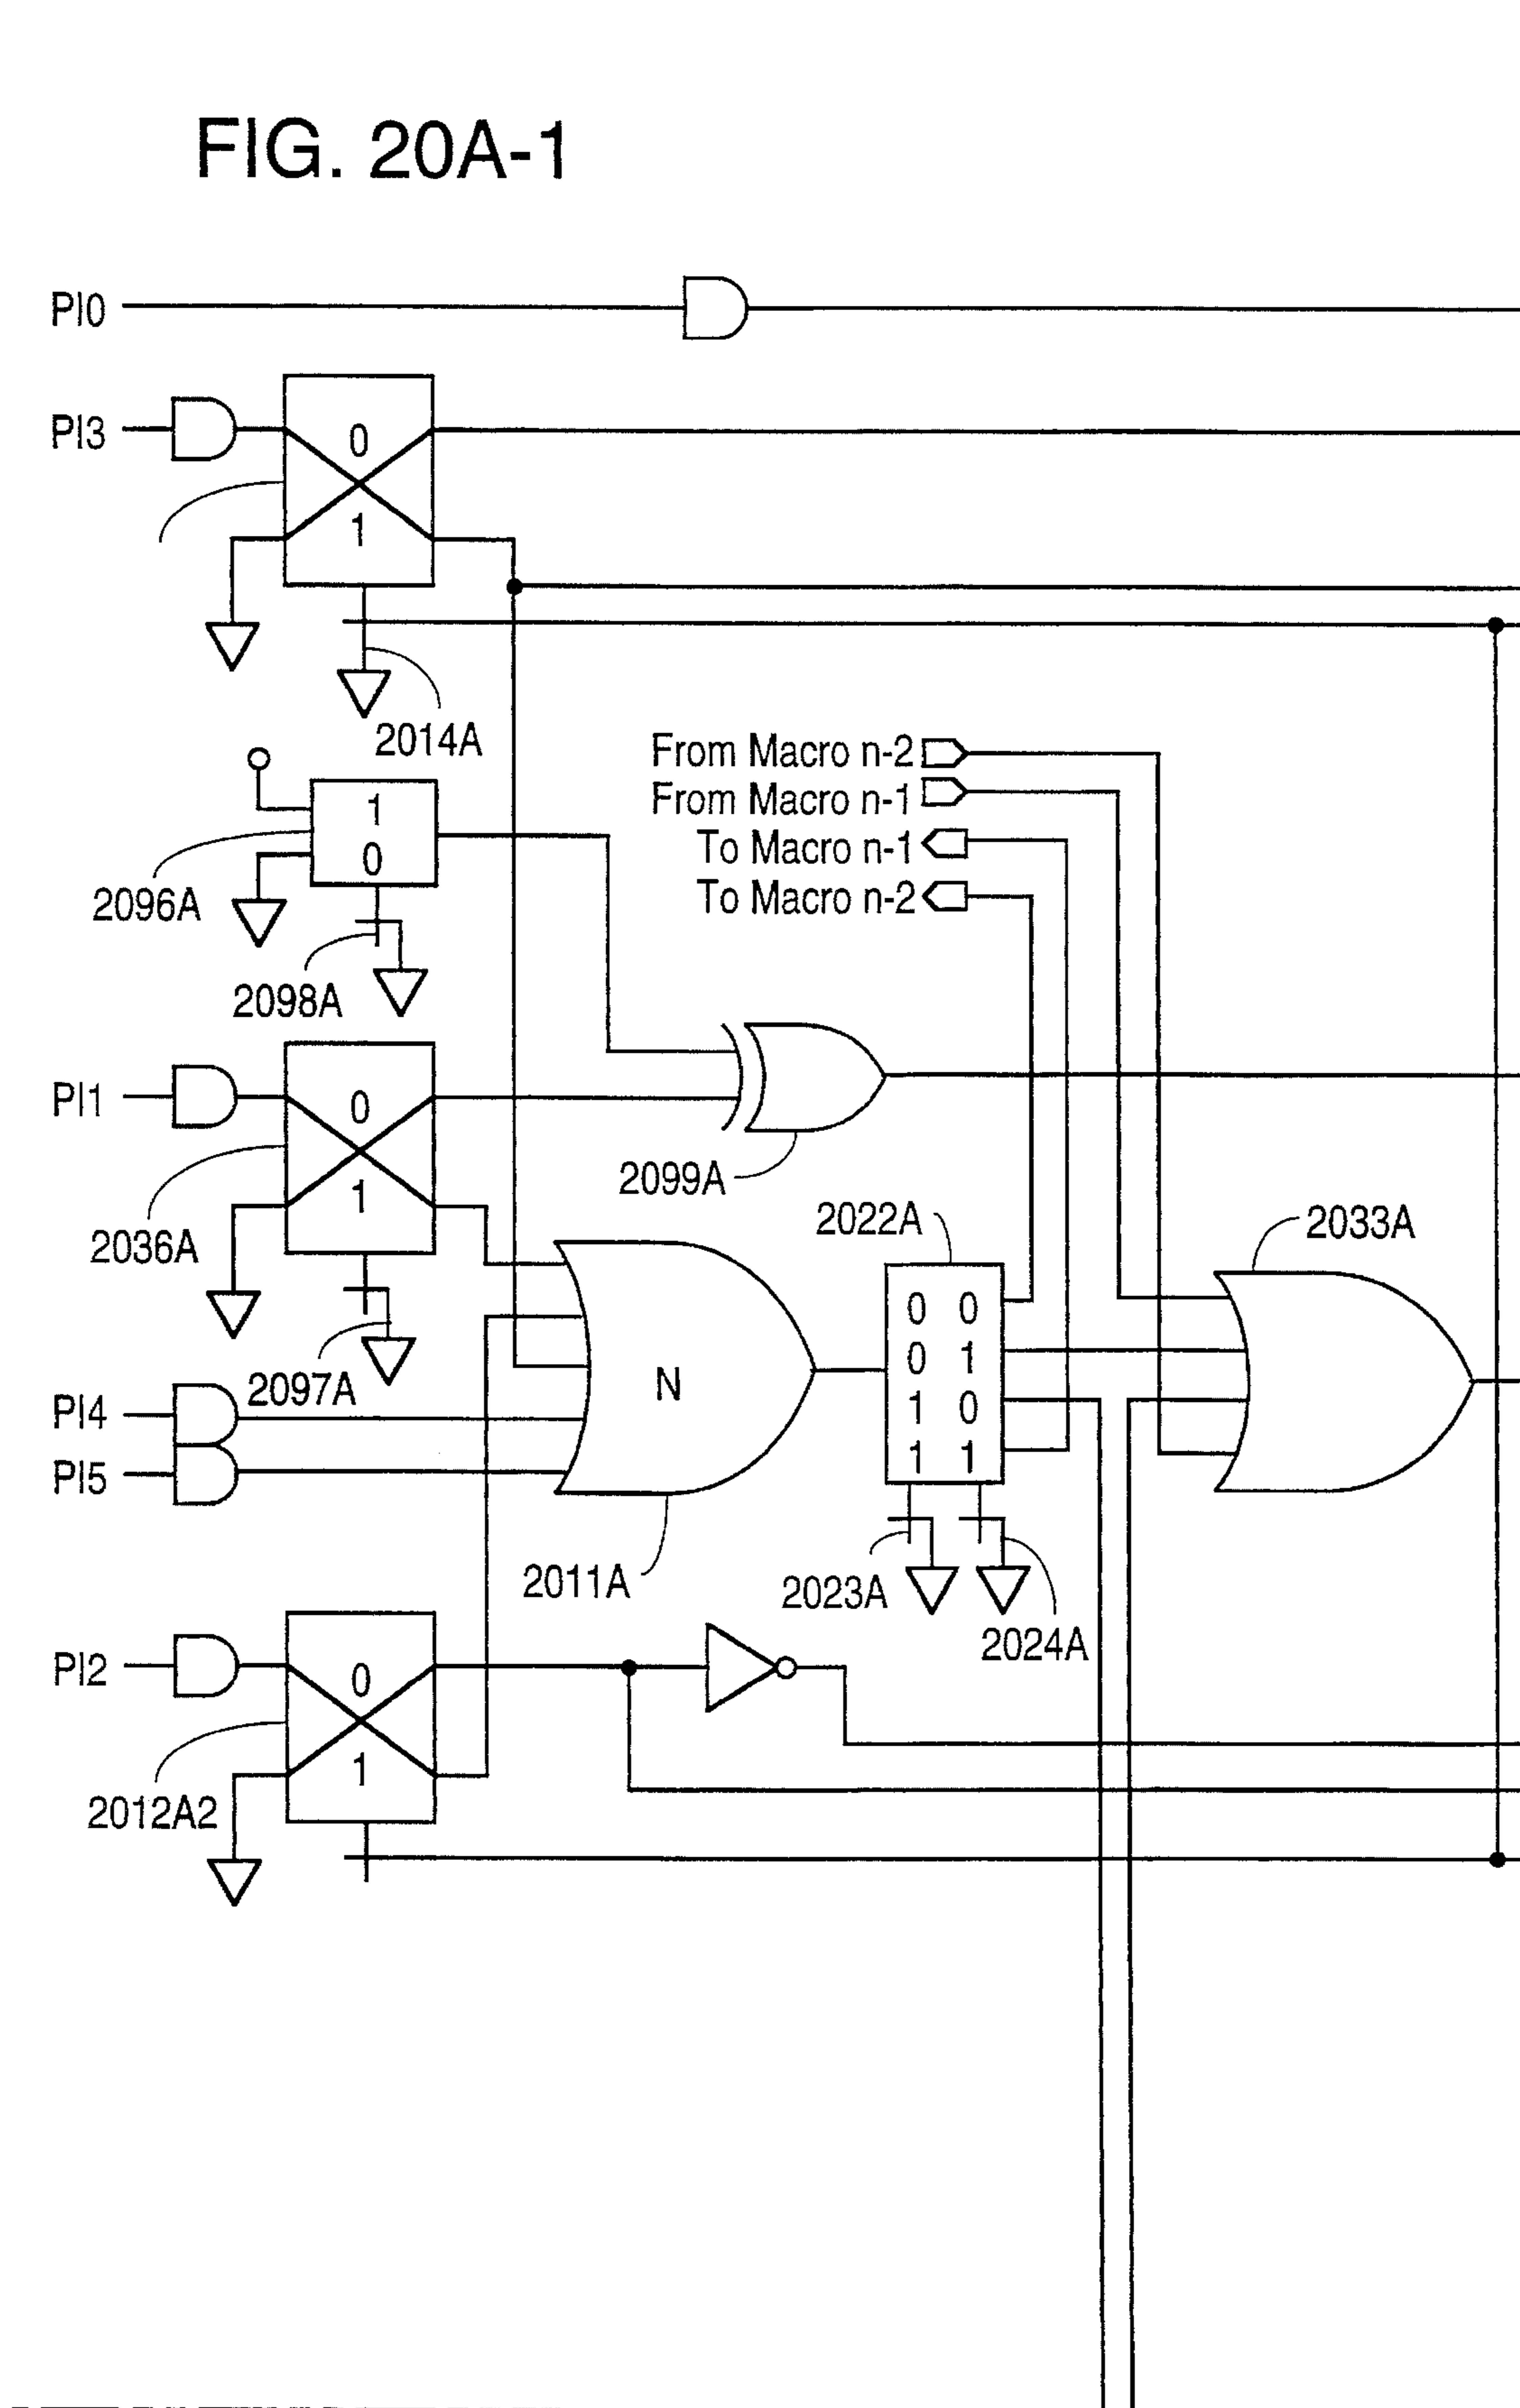 FIG. 20A-1
PI0
PI3
0
1
2014A
From Macro n-2
From Macro n-1
To Macro n-1
To Macro n-2
1
0
2096A
2098A
PI1
0
1
2036A
2099A
2097A
2022A
2033A
0 0
0 1
1 0
1 1
N
PI4
PI5
2011A
2023A
2024A
PI2
0
1
2012A2